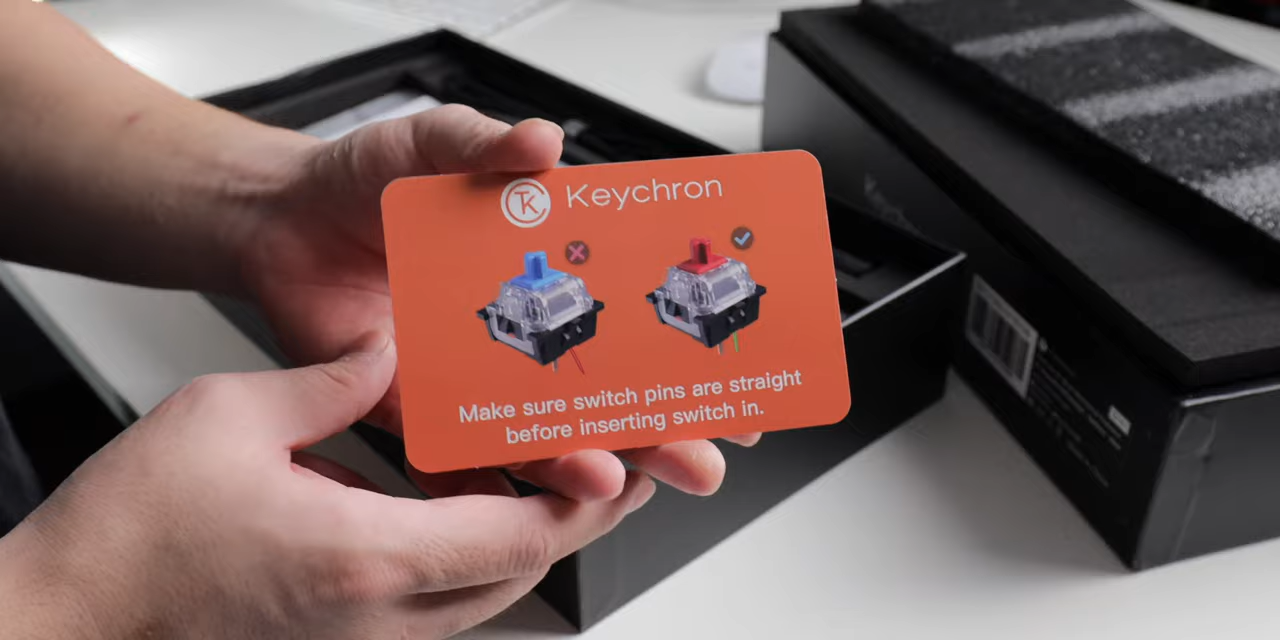 Keychron
Make sure switch pins are straight
before inserting switch in.